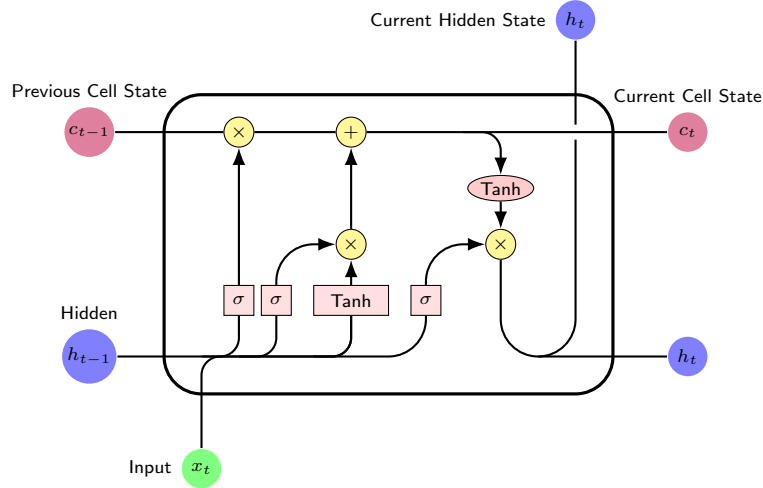 Current Hidden State
h_t
Previous Cell State
Current Cell State
c_{t−1}
×
+
c_t
Tanh
×
×
σ
σ
Tanh
σ
Hidden
h_{t−1}
h_t
Input
x_t